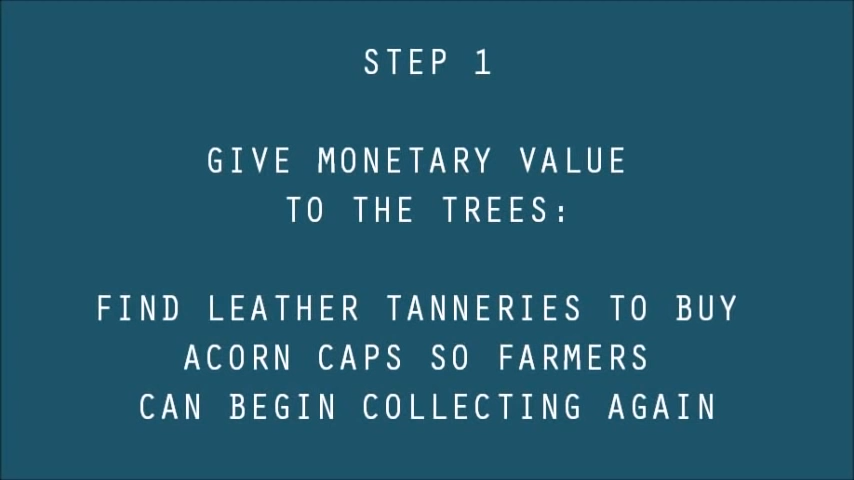 STEP 1
GIVE MONETARY VALUE
TO THE TREES:
FIND LEATHER TANNERIES TO BUY
ACORN CAPS SO FARMERS
CAN BEGIN COLLECTING AGAIN